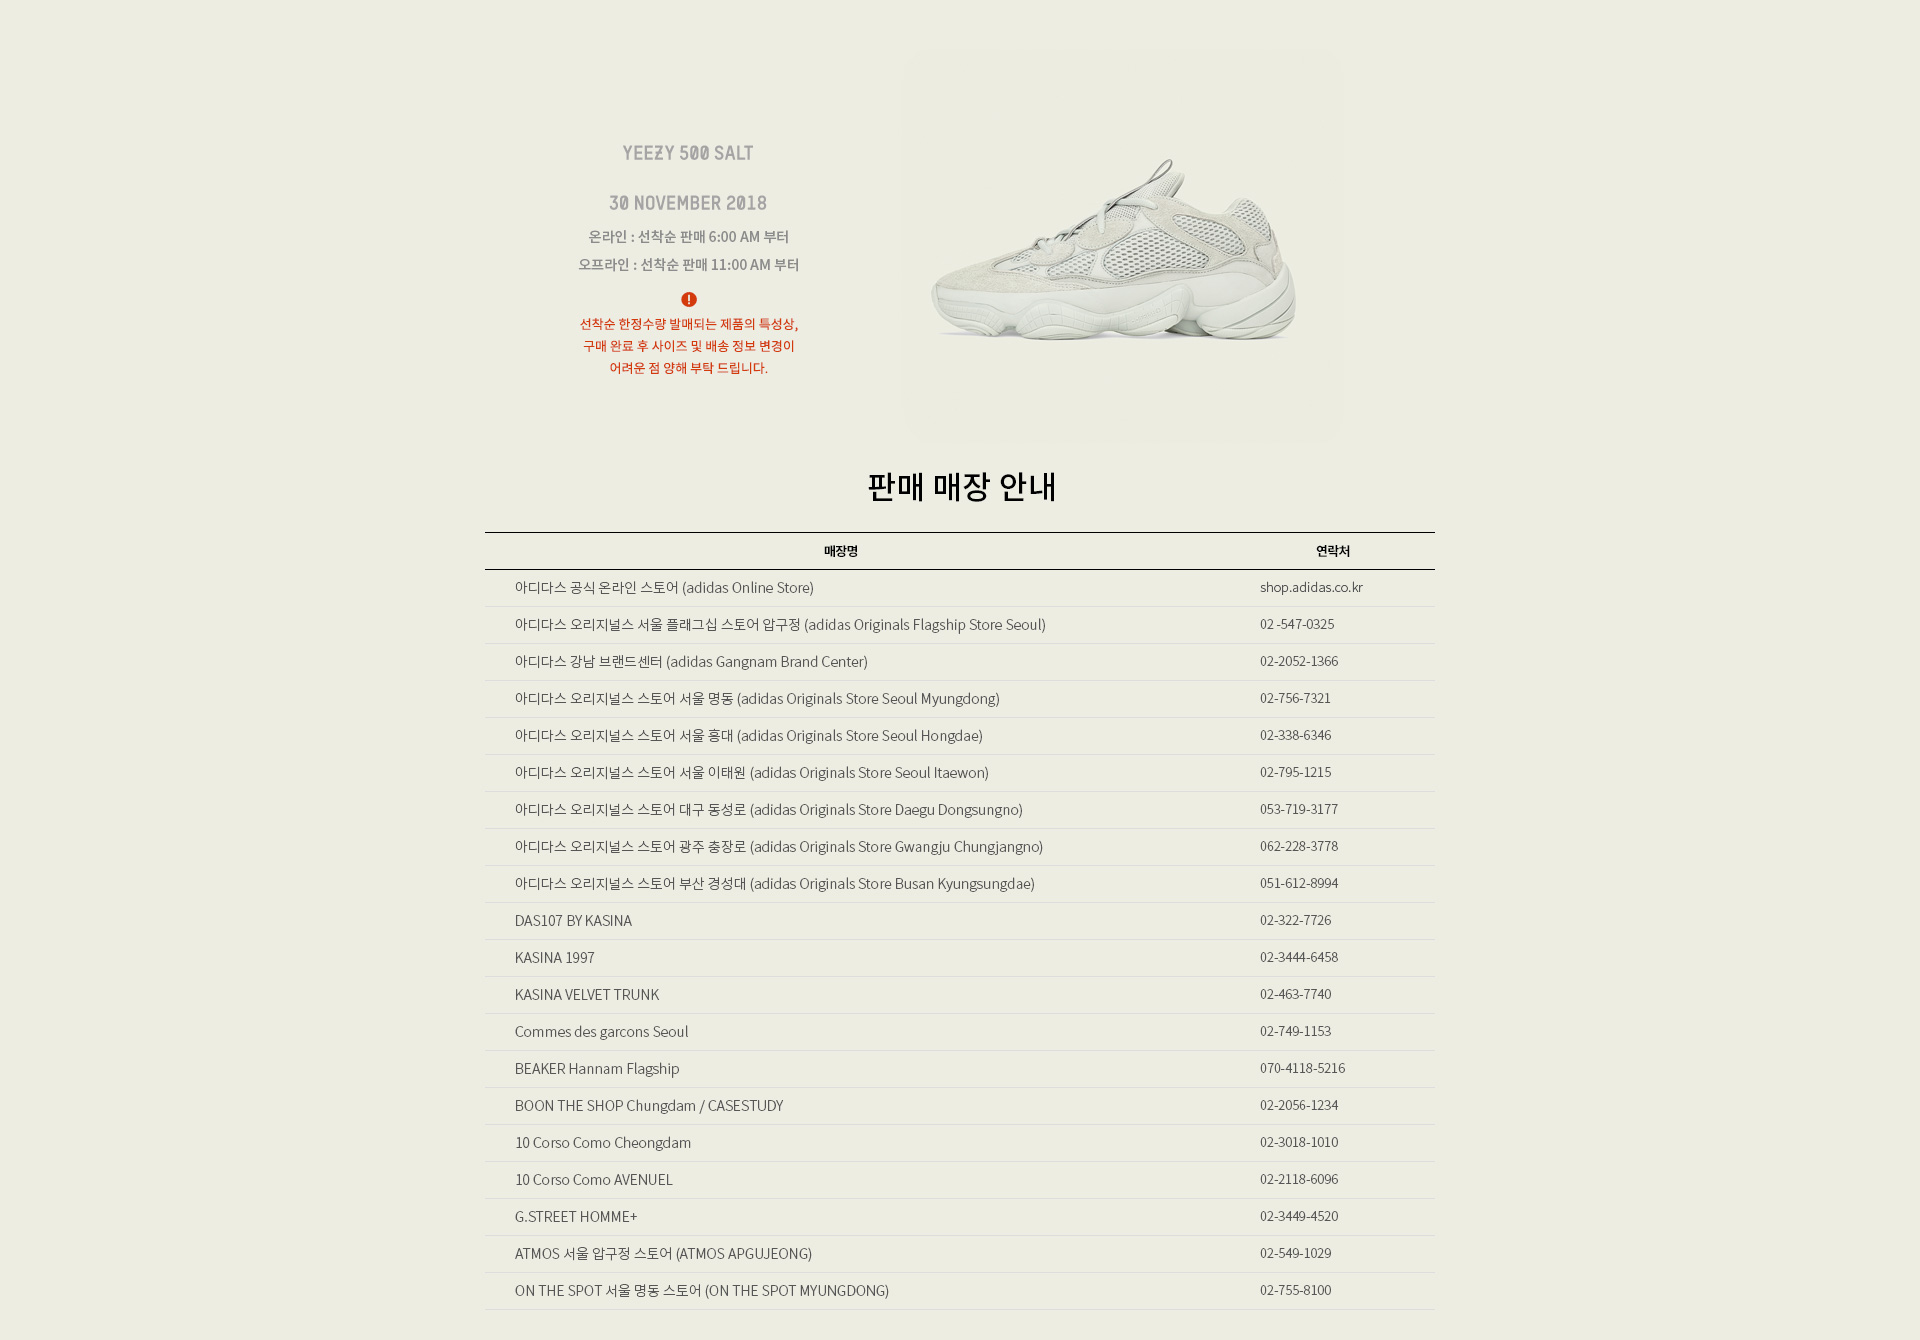 YEEZY 500 SALT
30 NOVEMBER 2018
온라인 : 선착순 판매 6:00 AM 부터
오프라인 : 선착순 판매 11:00 AM 부터
!
선착순 한정수량 발매되는 제품의 특성상,
구매 완료 후 사이즈 및 배송 정보 변경이
어려운 점 양해 부탁 드립니다.
판매 매장 안내
매장명 연락처
아디다스 공식 온라인 스토어 (adidas Online Store) shop.adidas.co.kr
아디다스 오리지널스 서울 플래그십 스토어 압구정 (adidas Originals Flagship Store Seoul) 02 -547-0325
아디다스 강남 브랜드센터 (adidas Gangnam Brand Center) 02-2052-1366
아디다스 오리지널스 스토어 서울 명동 (adidas Originals Store Seoul Myungdong) 02-756-7321
아디다스 오리지널스 스토어 서울 홍대 (adidas Originals Store Seoul Hongdae) 02-338-6346
아디다스 오리지널스 스토어 서울 이태원 (adidas Originals Store Seoul Itaewon) 02-795-1215
아디다스 오리지널스 스토어 대구 동성로 (adidas Originals Store Daegu Dongsungno) 053-719-3177
아디다스 오리지널스 스토어 광주 충장로 (adidas Originals Store Gwangju Chungjangno) 062-228-3778
아디다스 오리지널스 스토어 부산 경성대 (adidas Originals Store Busan Kyungsungdae) 051-612-8994
DAS107 BY KASINA 02-322-7726
KASINA 1997 02-3444-6458
KASINA VELVET TRUNK 02-463-7740
Commes des garcons Seoul 02-749-1153
BEAKER Hannam Flagship 070-4118-5216
BOON THE SHOP Chungdam / CASESTUDY 02-2056-1234
10 Corso Como Cheongdam 02-3018-1010
10 Corso Como AVENUEL 02-2118-6096
G.STREET HOMME+ 02-3449-4520
ATMOS 서울 압구정 스토어 (ATMOS APGUJEONG) 02-549-1029
ON THE SPOT 서울 명동 스토어 (ON THE SPOT MYUNGDONG) 02-755-8100